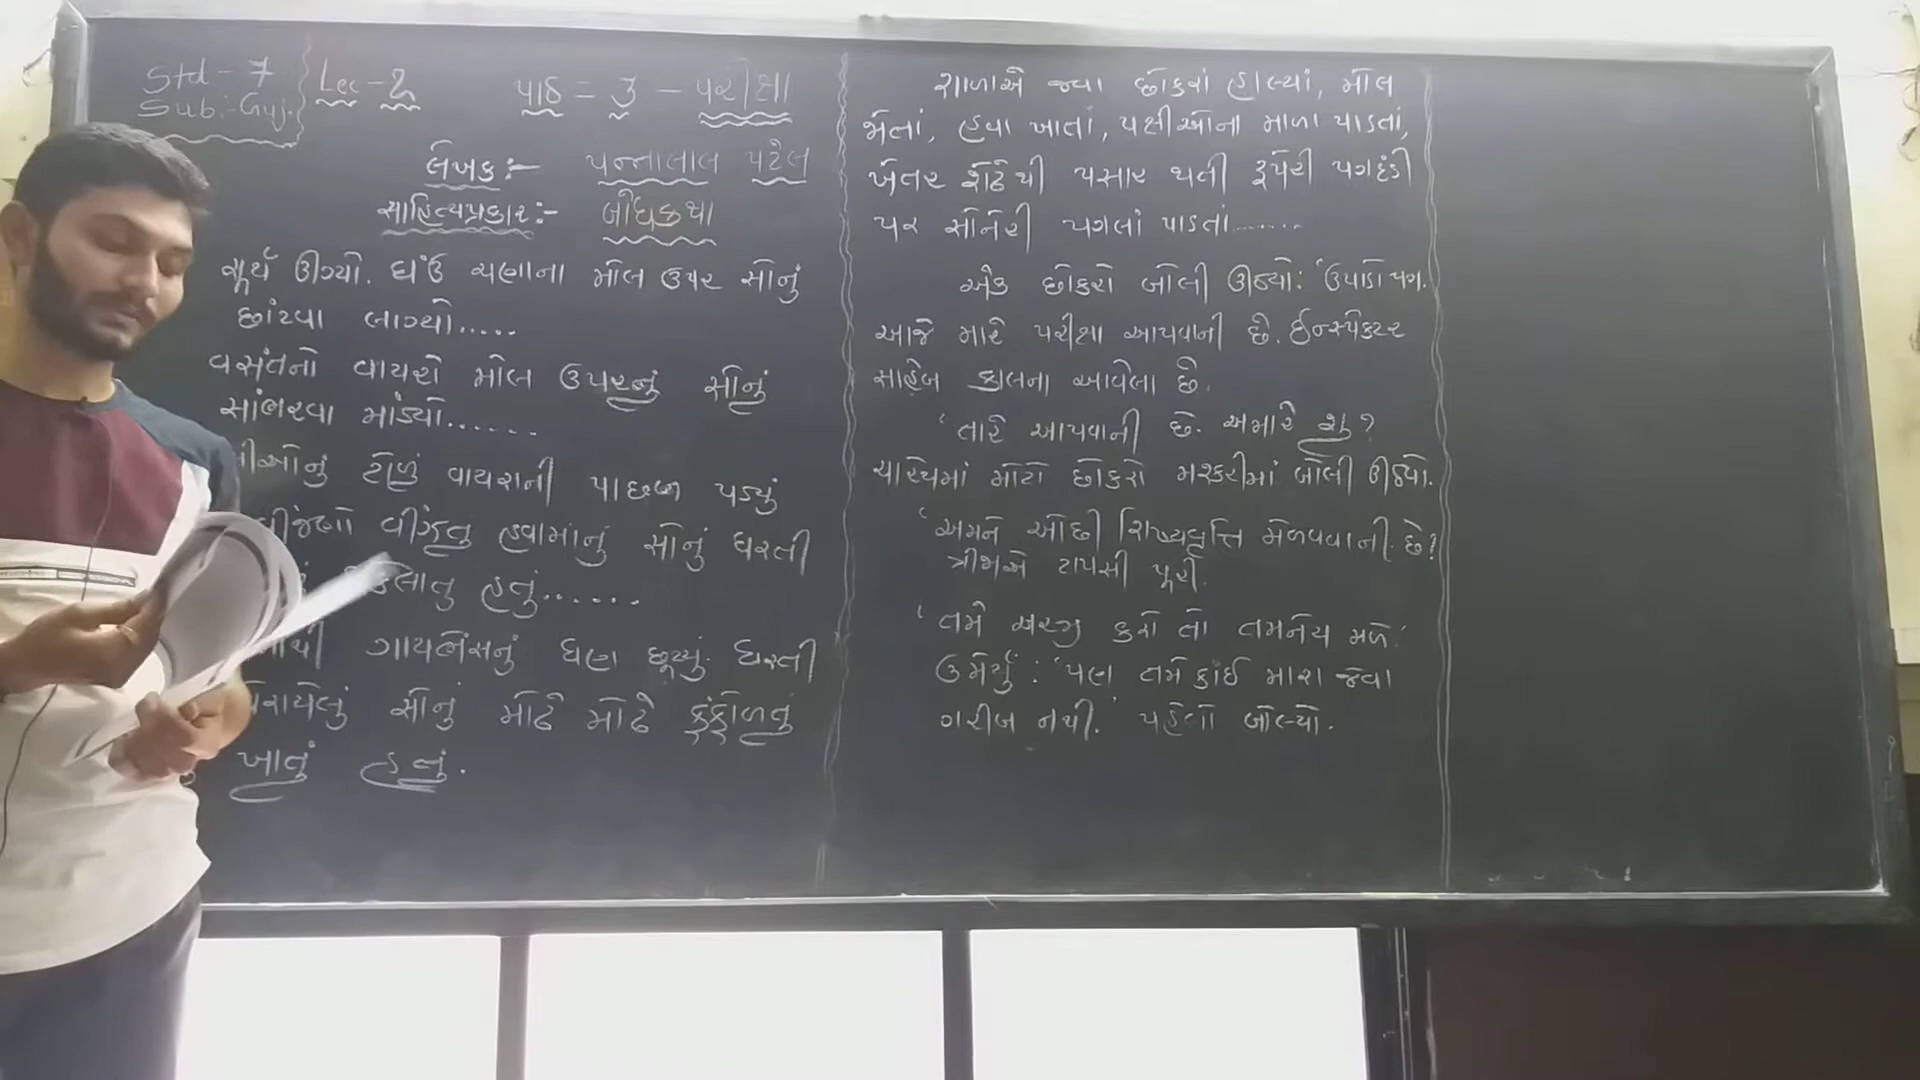 Std - 7
Sub:- Guj.
Lec - 2
પાઠ = 3 - પરીક્ષા
લેખક:- પન્નાલાલ પટેલ
સાહિત્યપ્રકાર:- બોધકથા
સૂર્ય ઊગ્યો. ઘઉં ચણાના મોલ ઉપર સોનું
છાંટવા લાગ્યો.....
વસંતનો વાયરો મોલ ઉપરનું સોનું
સાંભરવા માંડ્યો......
ટોળું વાયરાની પાછળ પડ્યું
વીંઝતુ હવામાંનું સોનું ધરતી
હતું......
ગાયભેંસનું ધણ છૂટ્યું. ધરતી
વેરાયેલું સોનું મોઢે મોઢે ફંફોળતુ
ખાતું હતું.
શાળાએ જવા છોકરાં હાલ્યાં, મોલ
ભેલાં, હવા ખાતાં, પક્ષીઓના માળા પાડતાં,
ખેતર શેઢેથી પસાર થતી રૂપેરી પગદંડી
પર સોનેરી પગલાં પાડતાં.......
એક છોકરો બોલી ઊઠ્યો: 'ઉપાડો પગ.
આજે મારે પરીક્ષા આપવાની છે. ઈન્સ્પેક્ટર
સાહેબ કાલના આવેલા છે.
'તારે આપવાની છે. અમારે શુ?
ચારેયમાં મોટો છોકરો મશ્કરીમાં બોલી ઊઠ્યો.
'અમને ઓછી શિષ્યવૃત્તિ મેળવવાની છે?
ત્રીજાએ ટાપસી પૂરી.
'તમે અરજી કરો તો તમનેય મળે.'
ઉમેર્યું: 'પણ તમે કાંઈ મારા જેવા
ગરીબ નથી.' પહેલો બોલ્યો.